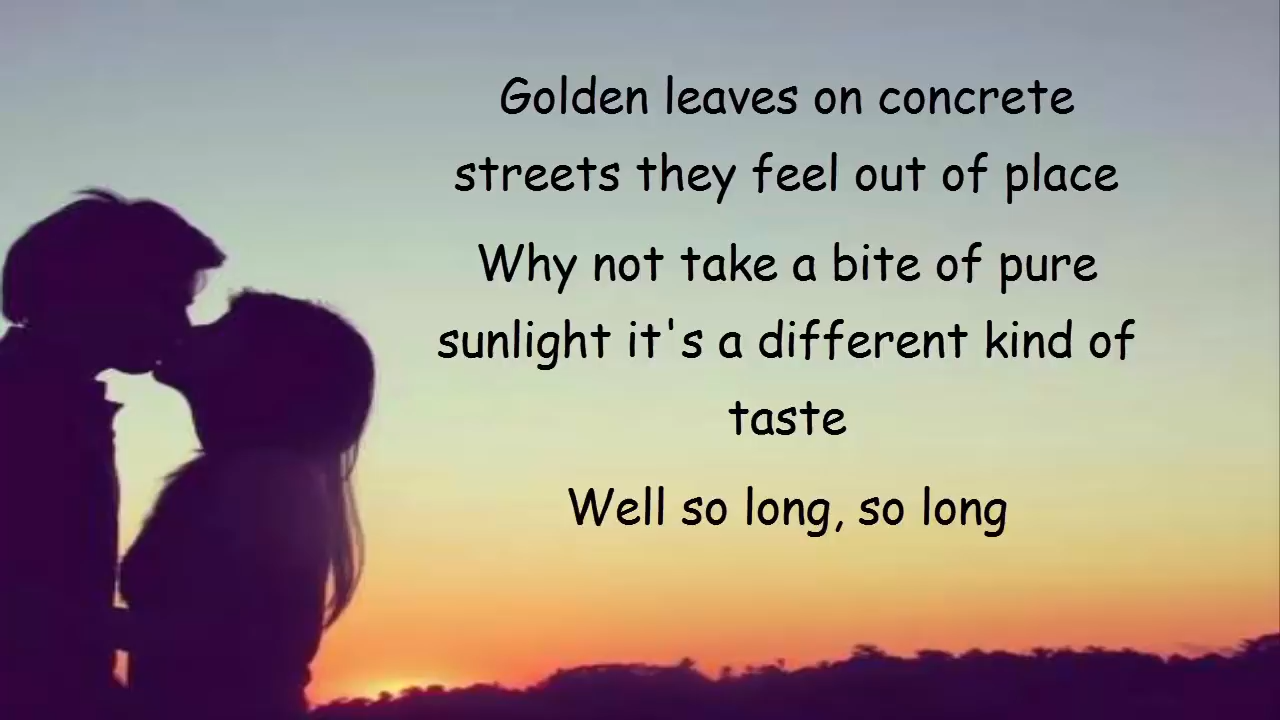 Golden leaves on concrete
streets they feel out of place
Why not take a bite of pure
sunlight it's a different kind of
taste
Well so long, so long